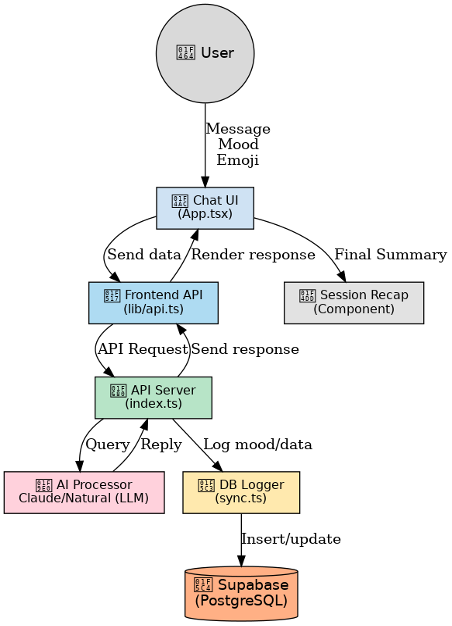 👤 User
Message
Mood
Emoji
Chat UI
(App.tsx)
Send data
Render response
Final Summary
Frontend API
(lib/api.ts)
Session Recap
(Component)
API Request
Send response
API Server
(index.ts)
Query
Reply
Log mood/data
AI Processor
Claude/Natural (LLM)
DB Logger
(sync.ts)
Insert/update
Supabase
(PostgreSQL)